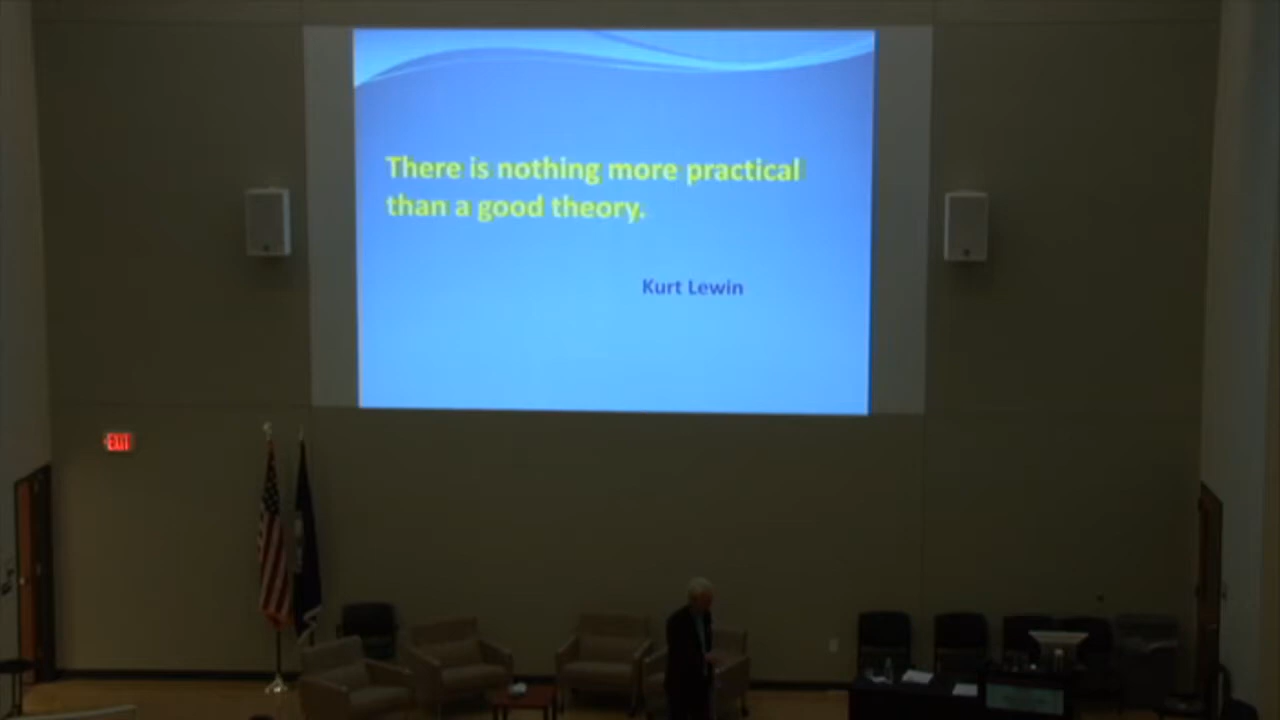 There is nothing more practical
than a good theory.
Kurt Lewin
EXIT